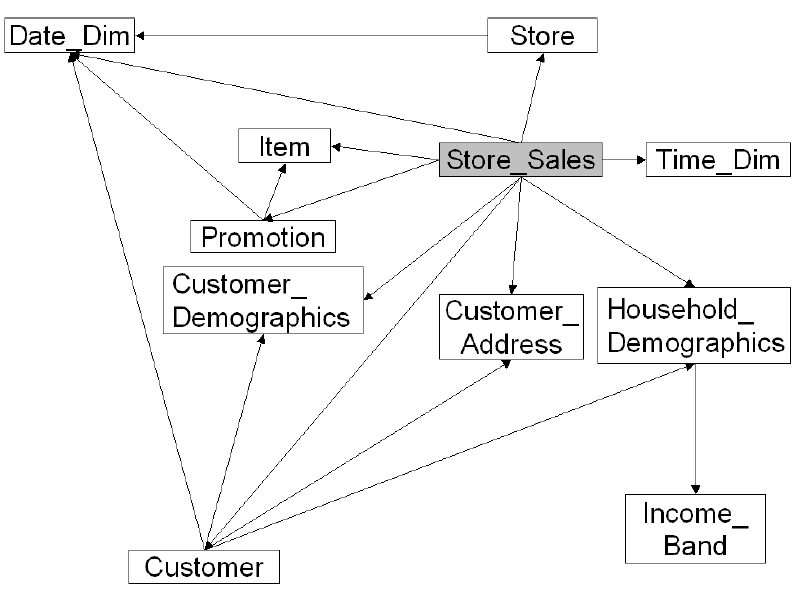 Date_Dim
Store
Item
Store_Sales
Time_Dim
Promotion
Customer_
Demographics
Customer_
Address
Household_
Demographics
Income_
Band
Customer